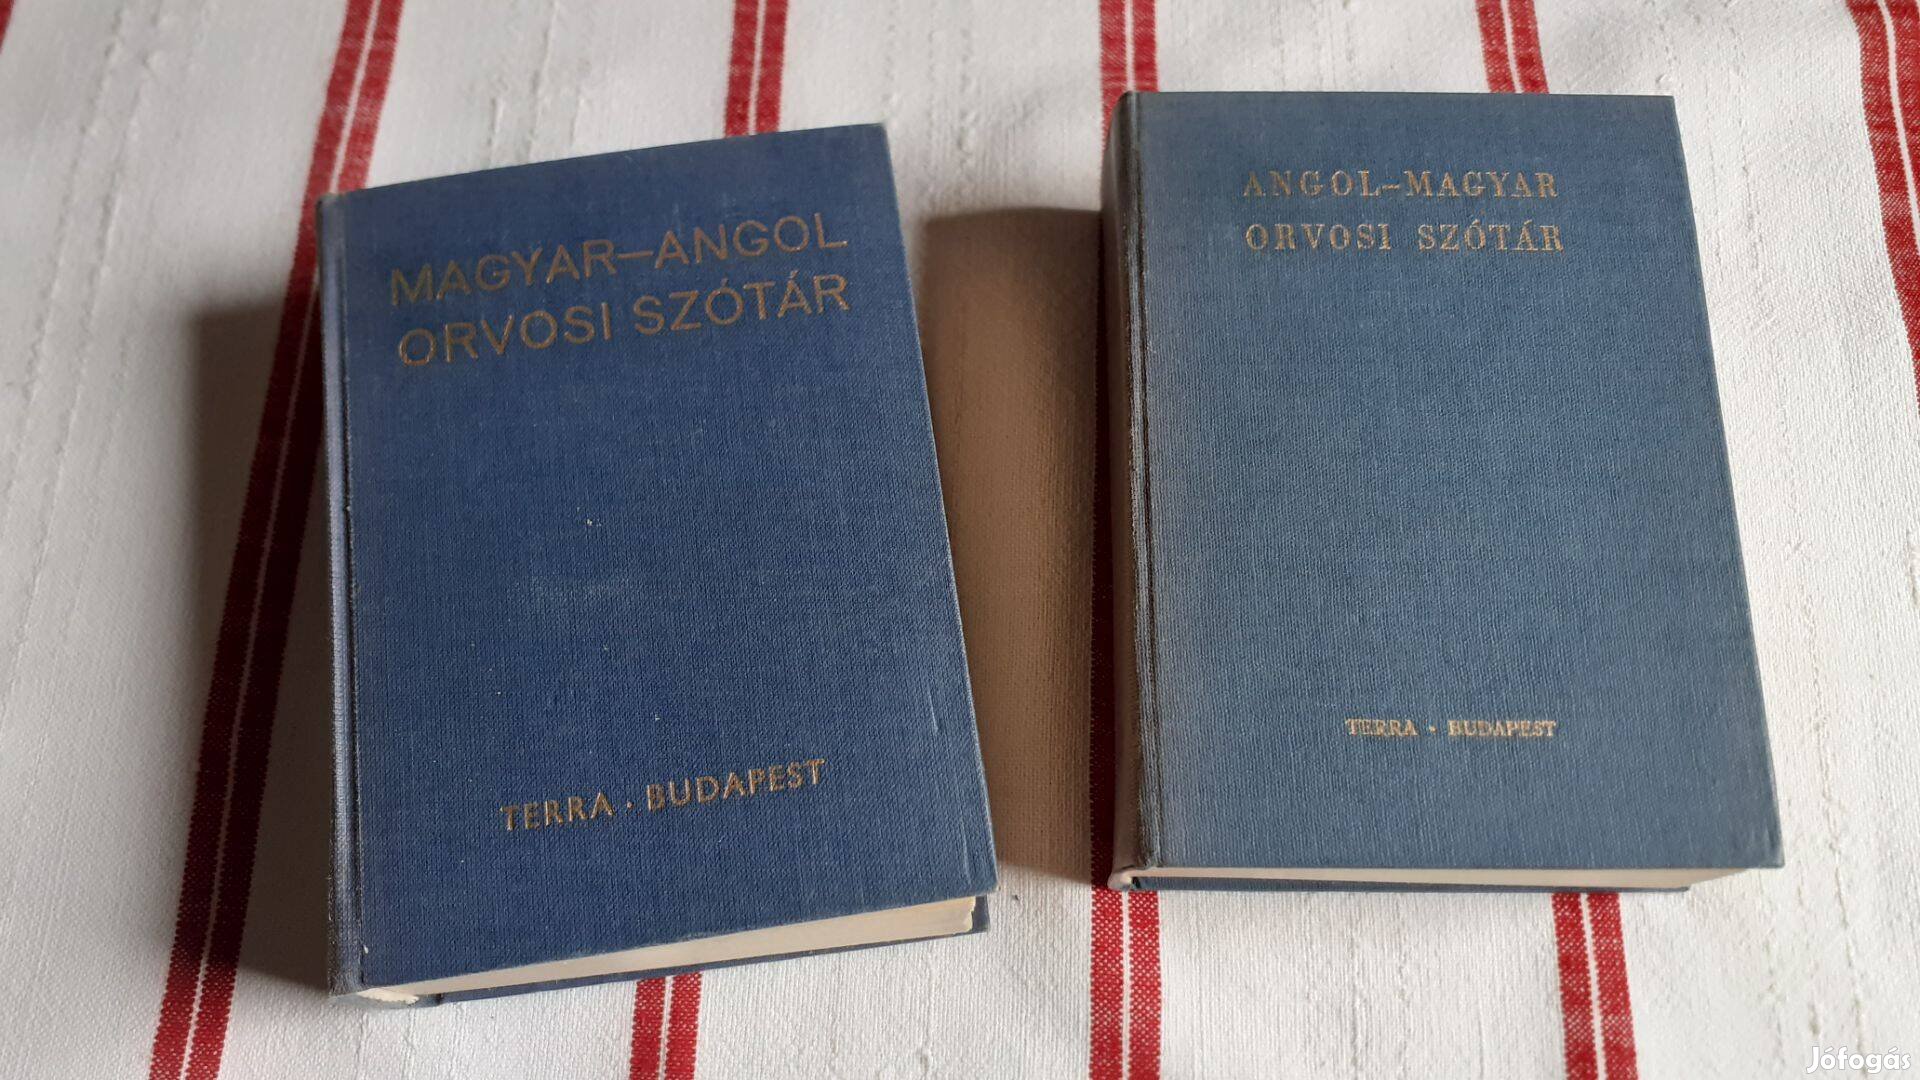 MAGYAR–ANGOL
ORVOSI SZÓTÁR
TERRA · BUDAPEST
ANGOL–MAGYAR
ORVOSI SZÓTÁR
TERRA · BUDAPEST
Jófogás